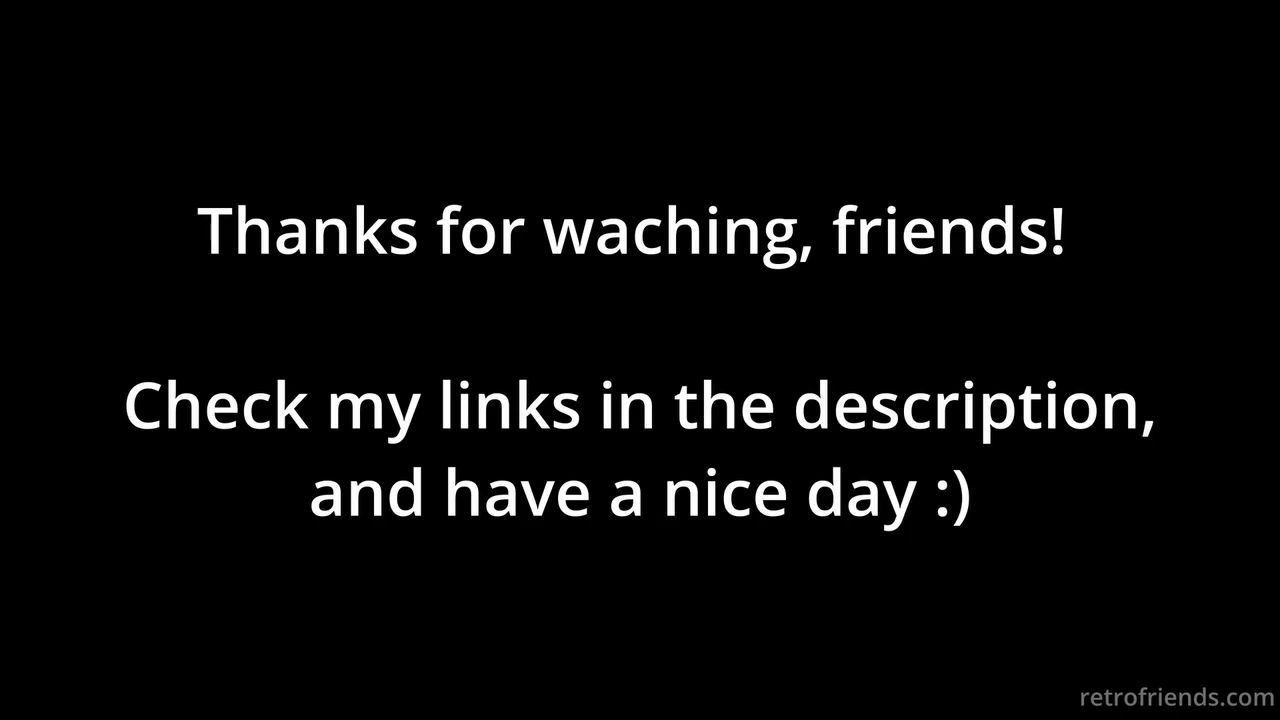 Thanks for waching, friends!
Check my links in the description,
and have a nice day :)
retrofriends.com